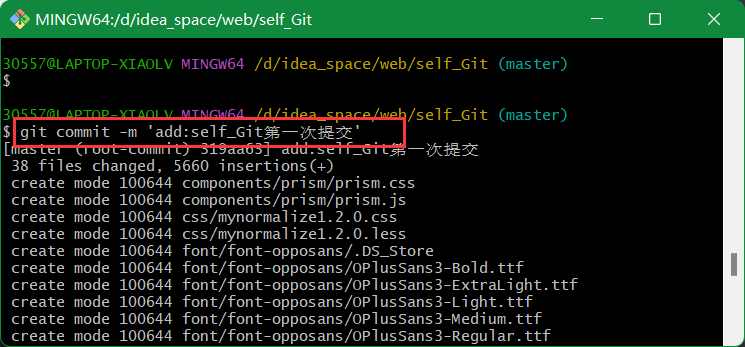 MINGW64:/d/idea_space/web/self_Git
30557@LAPTOP-XIAOLV MINGW64 /d/idea_space/web/self_Git (master)
$
30557@LAPTOP-XIAOLV MINGW64 /d/idea_space/web/self_Git (master)
$ git commit -m 'add:self_Git第一次提交'
[master (root-commit) 319aa63] add:self_Git第一次提交
38 files changed, 5660 insertions(+)
create mode 100644 components/prism/prism.css
create mode 100644 components/prism/prism.js
create mode 100644 css/mynormalize1.2.0.css
create mode 100644 css/mynormalize1.2.0.less
create mode 100644 font/font-opposans/.DS_Store
create mode 100644 font/font-opposans/OPlusSans3-Bold.ttf
create mode 100644 font/font-opposans/OPlusSans3-ExtraLight.ttf
create mode 100644 font/font-opposans/OPlusSans3-Light.ttf
create mode 100644 font/font-opposans/OPlusSans3-Medium.ttf
create mode 100644 font/font-opposans/OPlusSans3-Regular.ttf